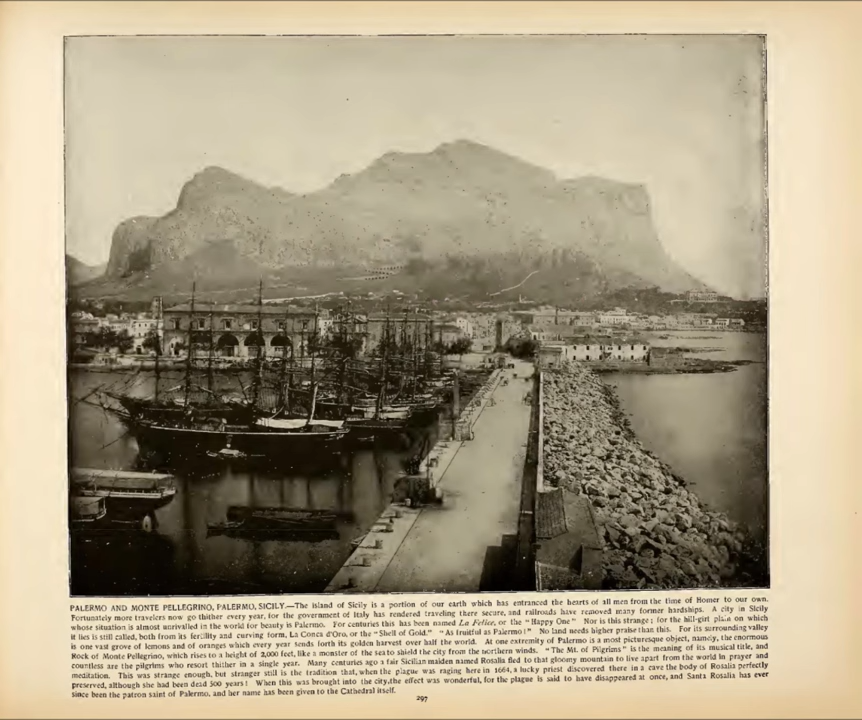 PALERMO AND MONTE PELLEGRINO, PALERMO, SICILY.—The island of Sicily is a portion of our earth which has entranced the hearts of all men from the time of Homer to our own.
Fortunately more travelers now go thither every year, for the government of Italy has rendered traveling there secure, and railroads have removed many former hardships. A city in Sicily
whose situation is almost unrivalled in the world for beauty is Palermo. For centuries this has been named La Felice, or the "Happy One" Nor is this strange; for the hill-girt plain on which
it lies is still called, both from its fertility and curving form, La Conca d'Oro, or the "Shell of Gold." "As fruitful as Palermo!" No land needs higher praise than this. For its surrounding valley
is one vast grove of lemons and of oranges which every year sends forth its golden harvest over half the world. At one extremity of Palermo is a most picturesque object, namely, the enormous
Rock of Monte Pellegrino, which rises to a height of 2,000 feet, like a monster of the sea to shield the city from the northern winds. "The Mt. of Pilgrims" is the meaning of its musical title, and
countless are the pilgrims who resort thither in a single year. Many centuries ago a fair Sicilian maiden named Rosalia fled to that gloomy mountain to live apart from the world in prayer and
meditation. This was strange enough, but stranger still is the tradition that, when the plague was raging here in 1664, a lucky priest discovered there in a cave the body of Rosalia perfectly
preserved, although she had been dead 500 years! When this was brought into the city, the effect was wonderful, for the plague is said to have disappeared at once, and Santa Rosalia has ever
since been the patron saint of Palermo, and her name has been given to the Cathedral itself.
297